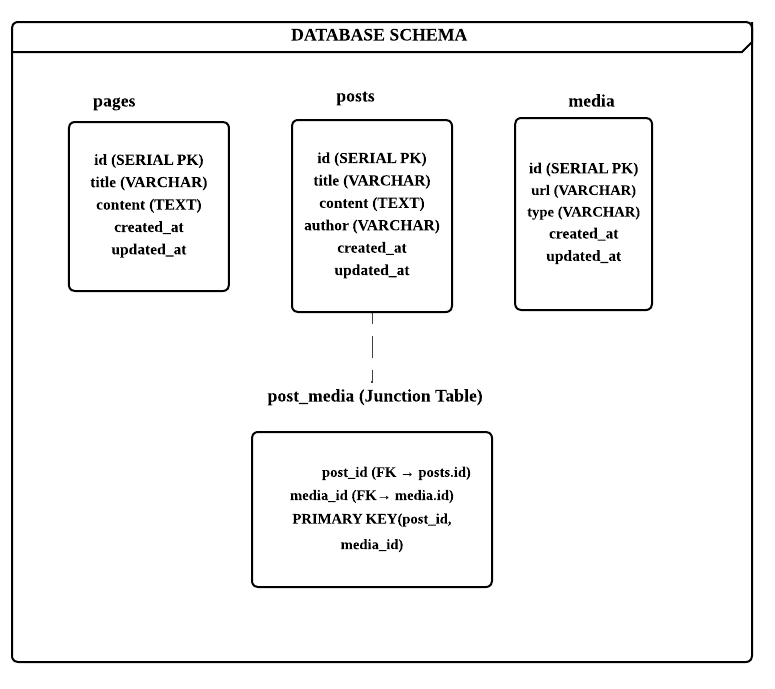 DATABASE SCHEMA
pages
id (SERIAL PK)
title (VARCHAR)
content (TEXT)
created_at
updated_at
posts
id (SERIAL PK)
title (VARCHAR)
content (TEXT)
author (VARCHAR)
created_at
updated_at
media
id (SERIAL PK)
url (VARCHAR)
type (VARCHAR)
created_at
updated_at
post_media (Junction Table)
post_id (FK → posts.id)
media_id (FK→ media.id)
PRIMARY KEY(post_id,
media_id)